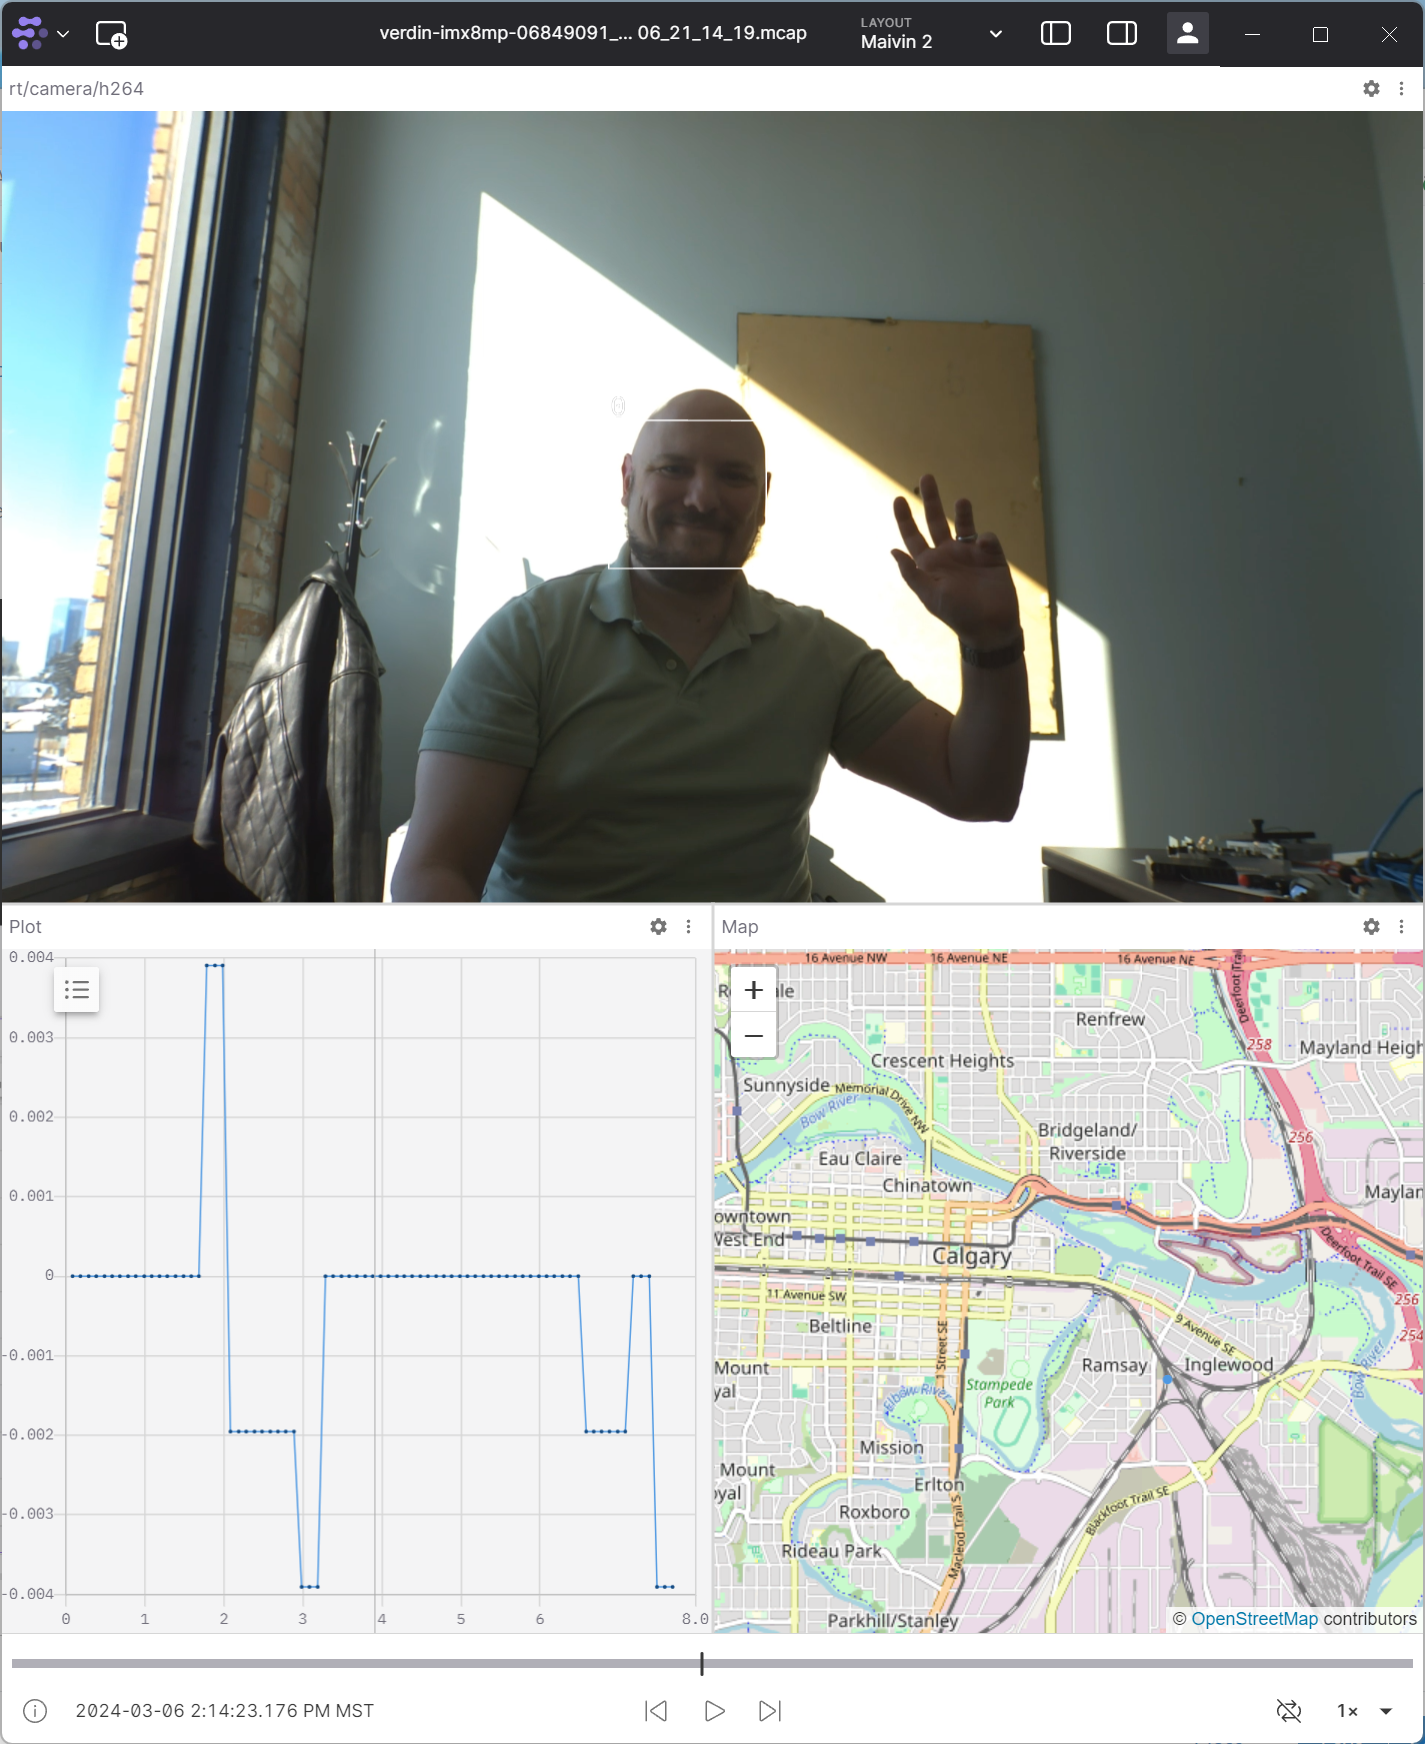 verdin-imx8mp-06849091_... 06_21_14_19.mcap
LAYOUT
Maivin 2
rt/camera/h264
Plot
0.004
0.003
0.002
0.001
0
-0.001
-0.002
-0.003
-0.004
0 1 2 3 4 5 6 8.0
Map
16 Avenue NW
16 Avenue NE
16 Avenue NE
Deerfoot Trai
Renfrew
258
Mayland Heigh
Crescent Heights
Sunnyside
Memorial Drive NW
Bow River
256
Bridgeland/
Riverside
Eau Claire
Chinatown
Maylan
owntown
West End
Calgary
Deerfoot Trail SE
11 Avenue SW
256
9 Avenue SE
Beltline
254
1 Street SE
Ramsay
Inglewood
Mount
yal
Stampede
Park
Bow River
Elbow River
Mission
Mount
oyal
Erlton
Blackfoot Trail SE
Roxboro
Macleod Trail S
Rideau Park
Parkhill/Stanley
© OpenStreetMap contributors
2024-03-06 2:14:23.176 PM MST
1×